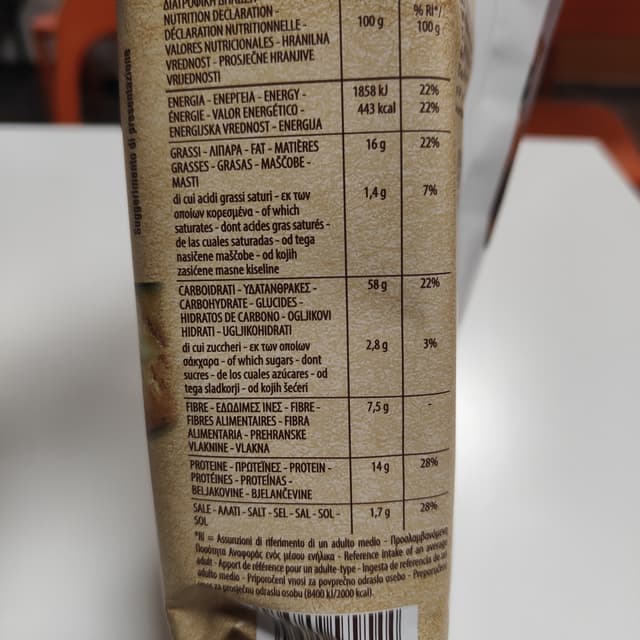 NUTRITION DECLARATION -
DÉCLARATION NUTRITIONNELLE -
VALORES NUTRICIONALES - HRANILNA
VREDNOST - PROSJEČNE HRANJIVE
VRIJEDNOSTI
100 g
% RI*/
100 g
ENERGIA - ΕΝΕΡΓΕΙΑ - ENERGY -
ÉNERGIE - VALOR ENERGÉTICO -
ENERGIJSKA VREDNOST - ENERGIJA
1858 kJ
443 kcal
22%
22%
GRASSI - ΛΙΠΑΡΑ - FAT - MATIÈRES
GRASSES - GRASAS - MAŠČOBE -
MASTI
16 g
22%
di cui acidi grassi saturi - εκ των
οποίων κορεσμένα - of which
saturates - dont acides gras saturés -
de las cuales saturadas - od tega
nasičene maščobe - od kojih
zasićene masne kiseline
1,4 g
7%
CARBOIDRATI - ΥΔΑΤΑΝΘΡΑΚΕΣ -
CARBOHYDRATE - GLUCIDES -
HIDRATOS DE CARBONO - OGLJIKOVI
HIDRATI - UGLJIKOHIDRATI
58 g
22%
di cui zuccheri - εκ των οποίων
σάκχαρα - of which sugars - dont
sucres - de los cuales azúcares - od
tega sladkorji - od kojih šećeri
2,8 g
3%
FIBRE - ΕΔΩΔΙΜΕΣ ΙΝΕΣ - FIBRE -
FIBRES ALIMENTAIRES - FIBRA
ALIMENTARIA - PREHRANSKE
VLAKNINE - VLAKNA
7,5 g
-
PROTEINE - ΠΡΩΤΕΪΝΕΣ - PROTEIN -
PROTÉINES - PROTEÍNAS -
BELJAKOVINE - BJELANČEVINE
14 g
28%
SALE - ΑΛΑΤΙ - SALT - SEL - SAL - SOL -
SOL
1,7 g
28%
*RI = Assunzioni di riferimento di un adulto medio - Προσλαμβανόμενη
Ποσότητα Αναφοράς ενός μέσου ενήλικα - Reference intake of an average
adult - Apport de référence pour un adulte-type - Ingesta de referencia de un
adulto medio - Priporočeni vnosi za povprečno odraslo osebo - Preporučeni
unos za prosječnu odraslu osobu (8400 kJ/2000 kcal).
Suggerimento di presentazione